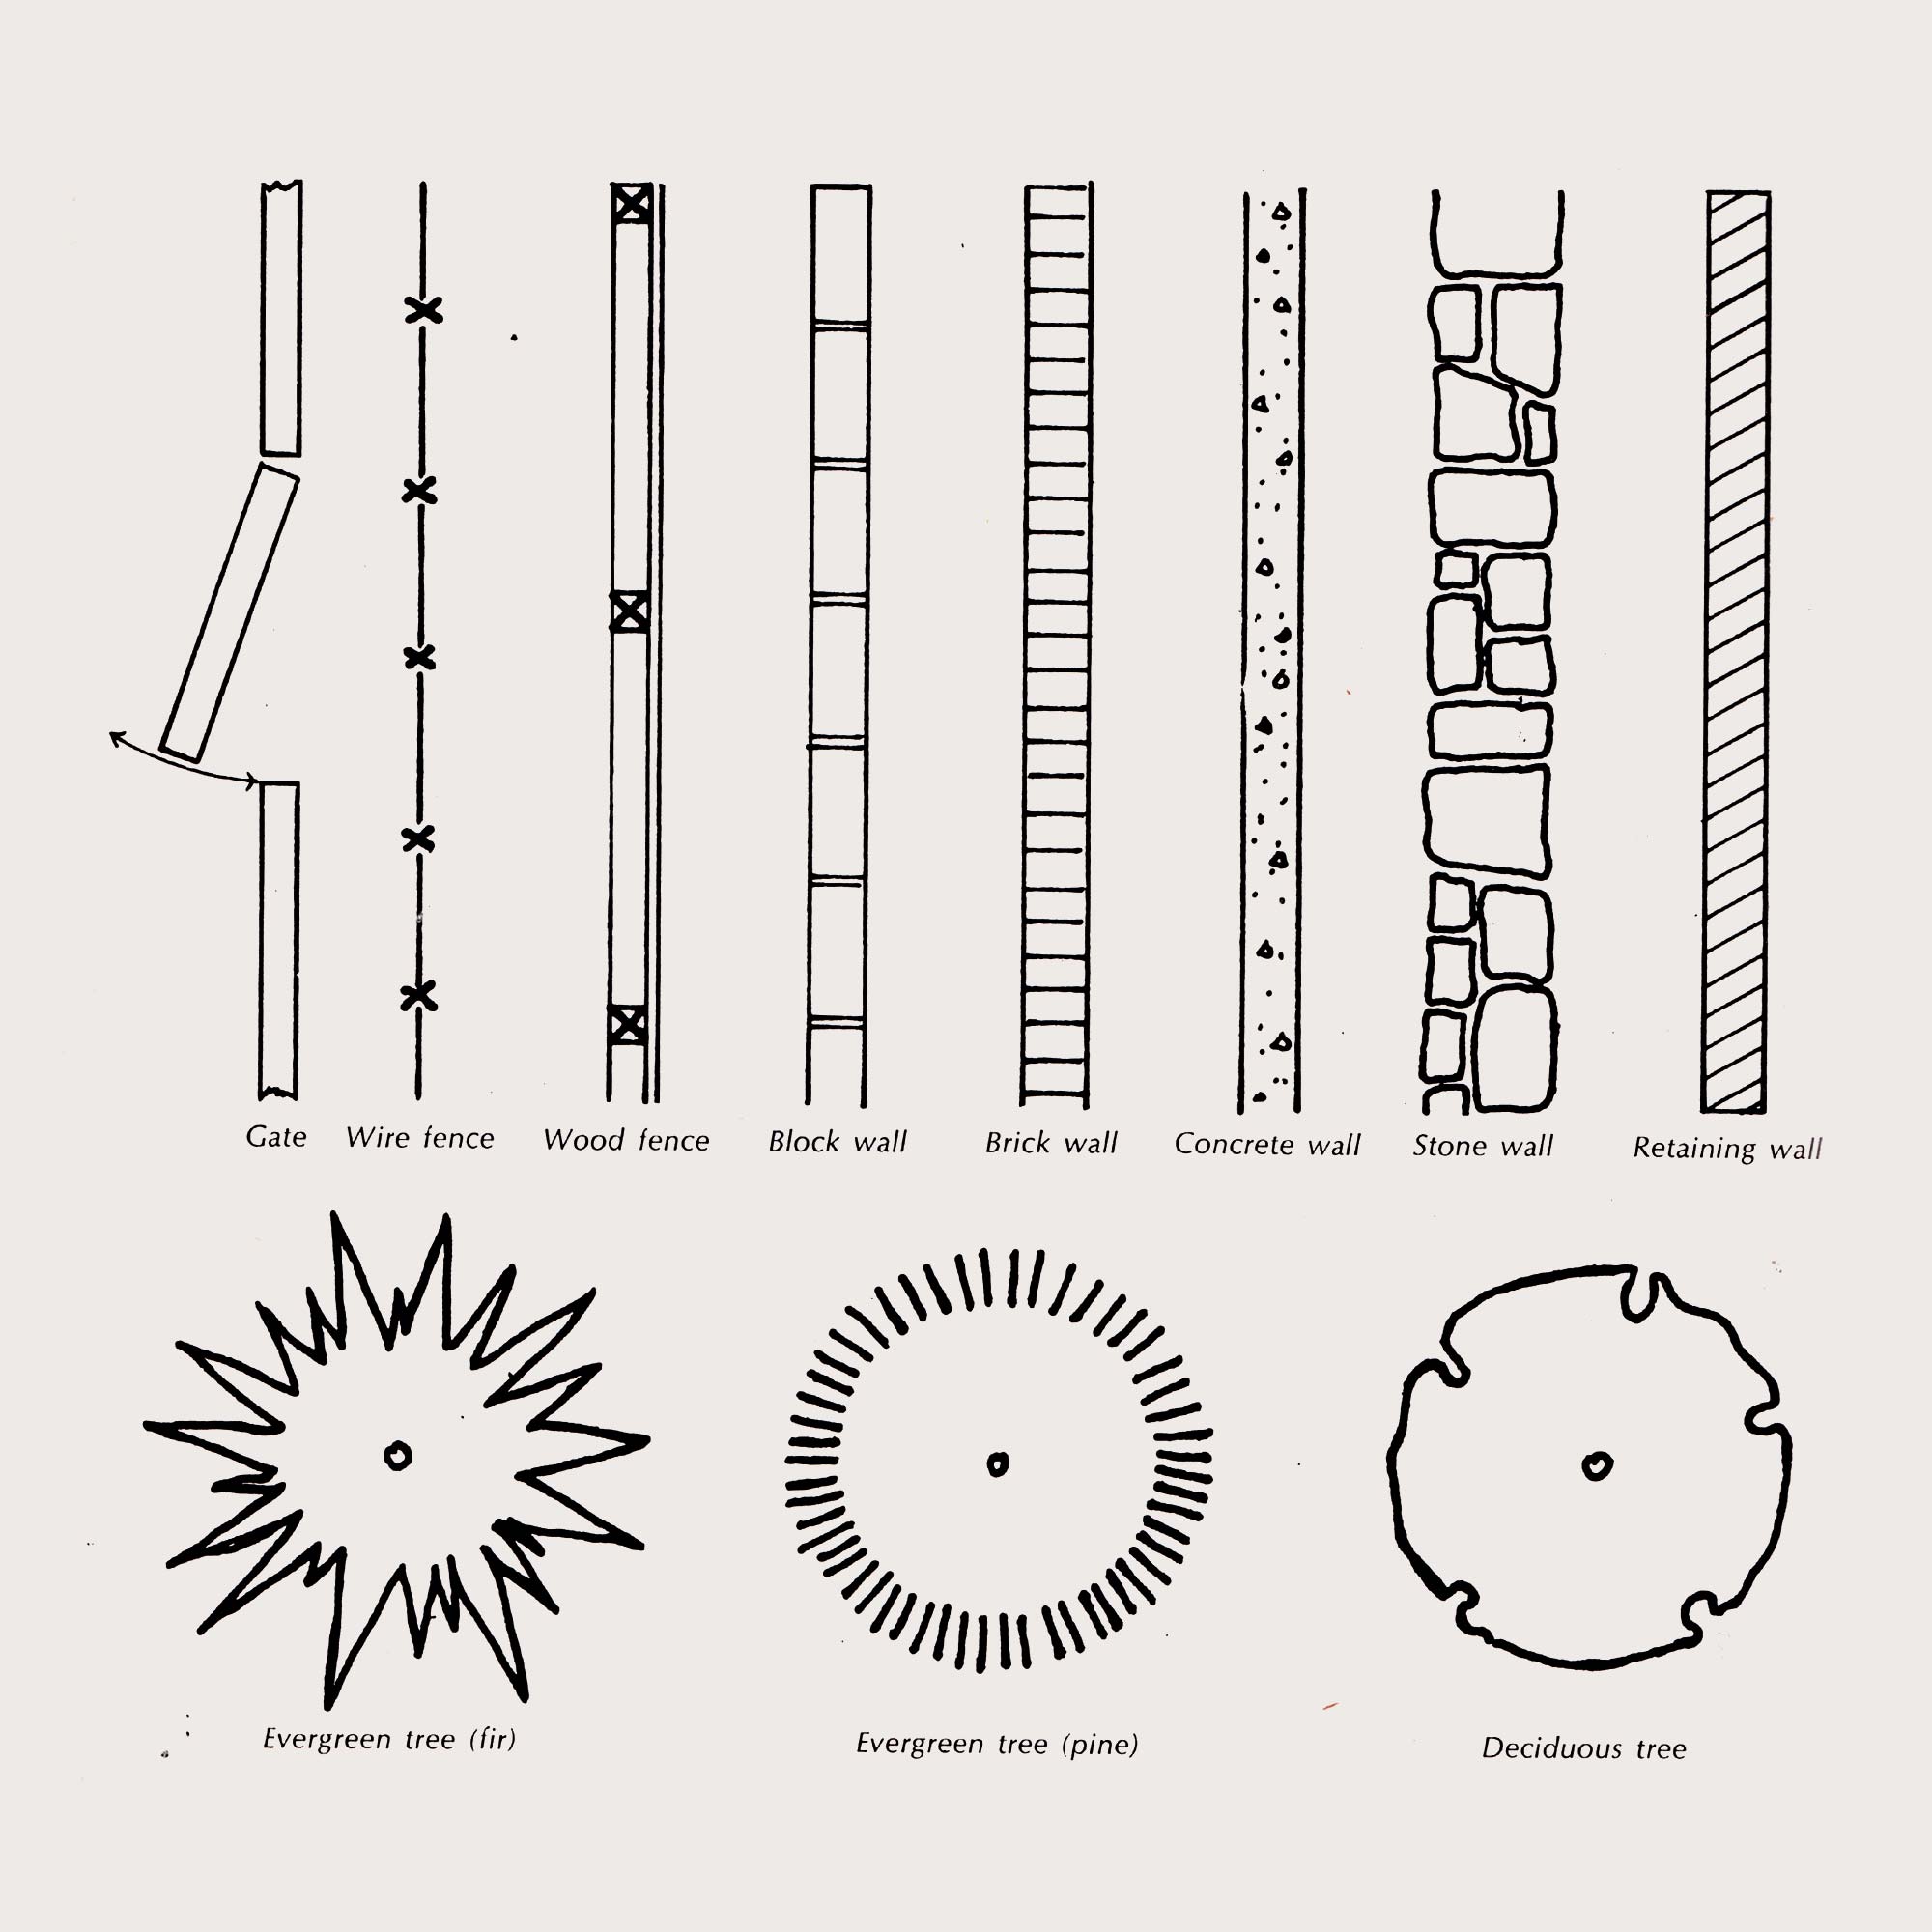 Gate
Wire fence
Wood fence
Block wall
Brick wall
Concrete wall
Stone wall
Retaining wall
Evergreen tree (fir)
Evergreen tree (pine)
Deciduous tree